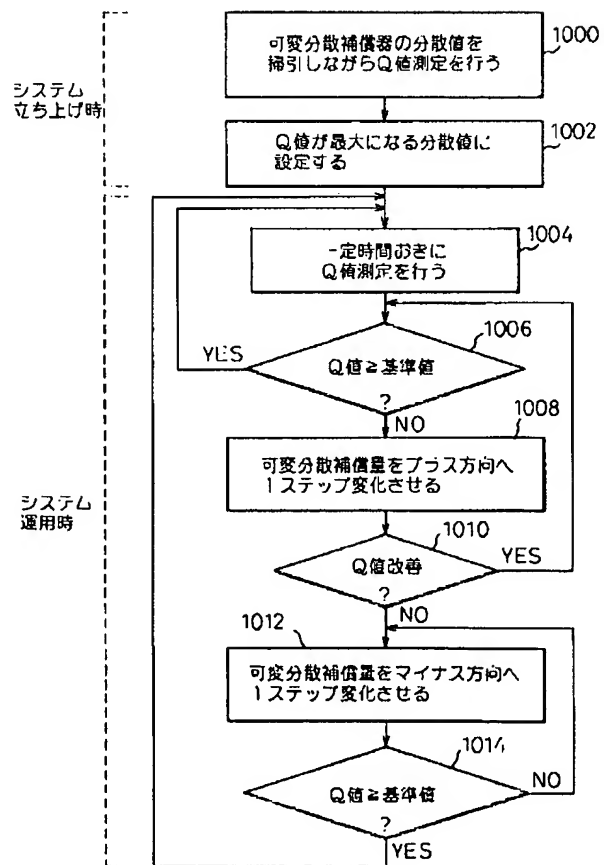 システム
立ち上げ時
可変分散補償器の分散値を
掃引しながらQ値測定を行う
1000
Q値が最大になる分散値に
設定する
1002
システム
運用時
一定時間おきに
Q値測定を行う
1004
Q値≧基準値
?
1006
YES
NO
可変分散補償量をプラス方向へ
1ステップ変化させる
1008
Q値改善
?
1010
YES
NO
1012
可変分散補償量をマイナス方向へ
1ステップ変化させる
Q値≧基準値
?
1014
NO
YES